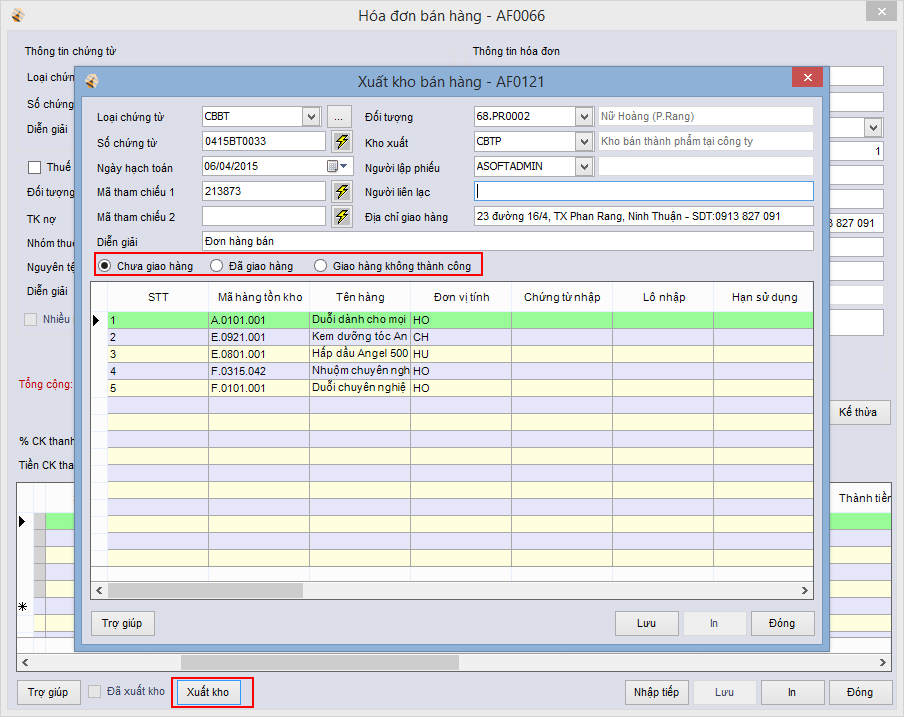 Hóa đơn bán hàng - AF0066
Thông tin chứng từ
Thông tin hóa đơn
Loại chứn
Số chứng
Diễn giải
1
Thuế
Đối tượng
TK nợ
3 827 091
Nhóm thuế
Nguyên tệ
Diễn giải
Nhiều
Tổng cộng:
Kế thừa
% CK thanh
Tiền CK tha
Thành tiền
Xuất kho bán hàng - AF0121
Loại chứng từ CBBT ... Đối tượng 68.PR0002 Nữ Hoàng (P.Rang)
Số chứng từ 0415BT0033 Kho xuất CBTP Kho bán thành phẩm tại công ty
Ngày hạch toán 06/04/2015 Người lập phiếu ASOFTADMIN
Mã tham chiếu 1 213873 Người liên lạc
Mã tham chiếu 2 Địa chỉ giao hàng 23 đường 16/4, TX Phan Rang, Ninh Thuận - SDT:0913 827 091
Diễn giải Đơn hàng bán
Chưa giao hàng Đã giao hàng Giao hàng không thành công
STT Mã hàng tồn kho Tên hàng Đơn vị tính Chứng từ nhập Lô nhập Hạn sử dụng
1 A.0101.001 Duỗi dành cho mọi HO
2 E.0921.001 Kem dưỡng tóc An CH
3 E.0801.001 Hấp dầu Angel 500 HU
4 F.0315.042 Nhuộm chuyên ngh HO
5 F.0101.001 Duỗi chuyên nghiệ HO
Trợ giúp Lưu In Đóng
Trợ giúp Đã xuất kho Xuất kho Nhập tiếp Lưu In Đóng